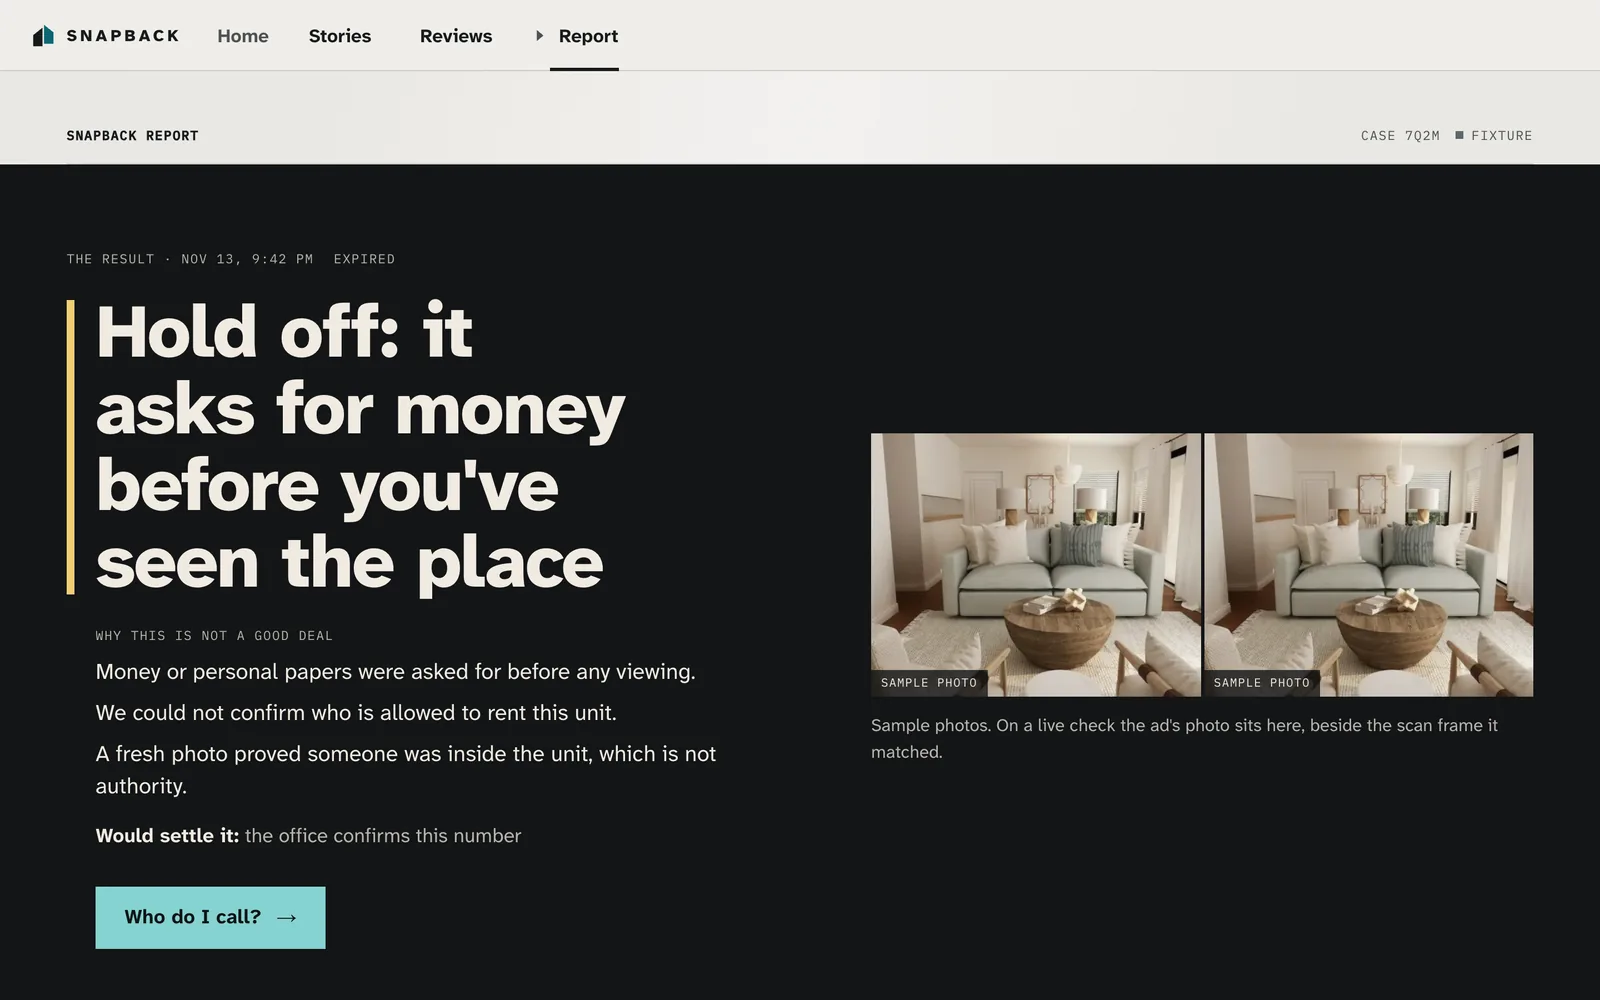 SNAPBACK Home Stories Reviews Report
SNAPBACK REPORT
CASE 7Q2M FIXTURE
THE RESULT · NOV 13, 9:42 PM EXPIRED
Hold off: it
asks for money
before you've
seen the place
WHY THIS IS NOT A GOOD DEAL
Money or personal papers were asked for before any viewing.
We could not confirm who is allowed to rent this unit.
A fresh photo proved someone was inside the unit, which is not
authority.
Would settle it: the office confirms this number
Who do I call? →
SAMPLE PHOTO
SAMPLE PHOTO
Sample photos. On a live check the ad's photo sits here, beside the scan frame it
matched.